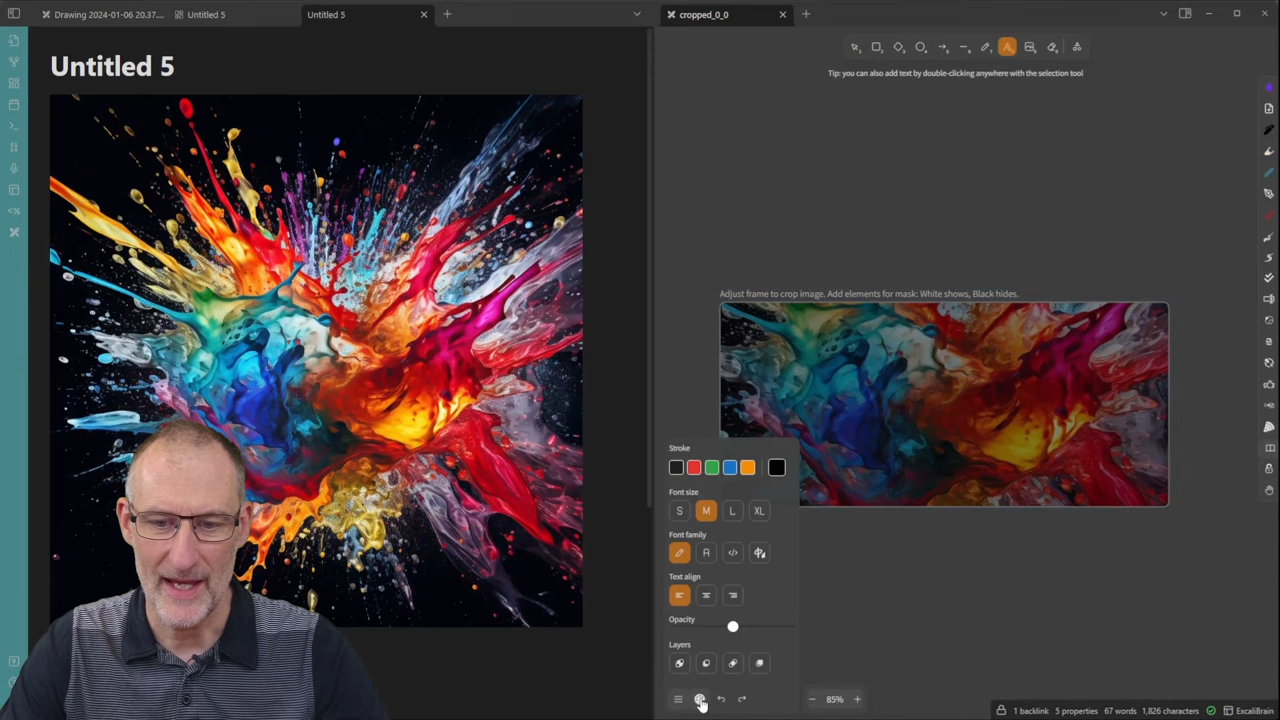 Drawing 2024-01-06 20.37....
Untitled 5
Untitled 5
cropped_0_0
Untitled 5
Tip: you can also add text by double-clicking anywhere with the selection tool
Adjust frame to crop image. Add elements for mask: White shows, Black hides.
Stroke
Font size
S M L XL
Font family
A </>
Text align
Opacity
Layers
85%
1 backlink 5 properties 67 words 1,826 characters ExcaliBrain